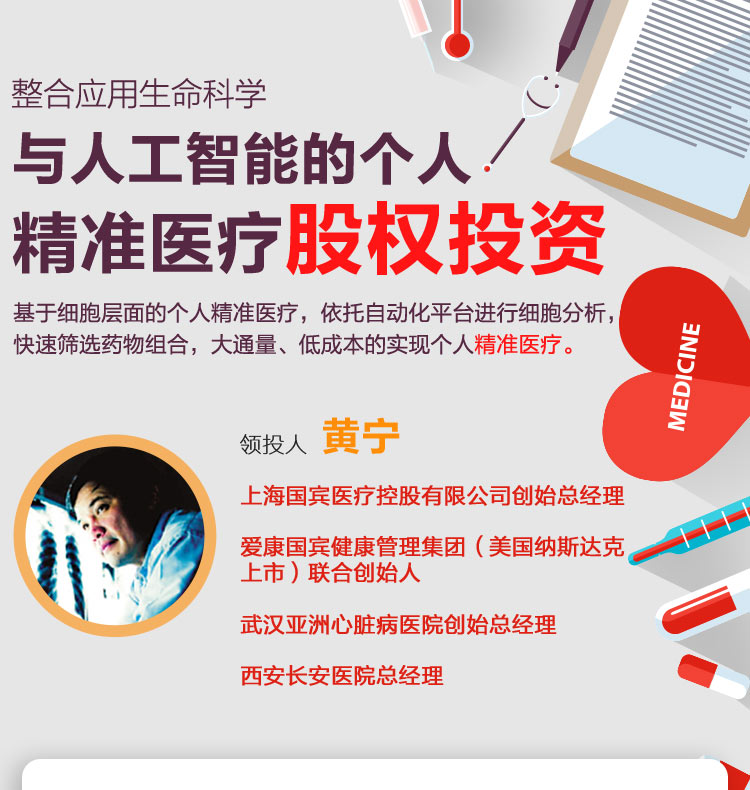 整合应用生命科学
与人工智能的个人
精准医疗股权投资
基于细胞层面的个人精准医疗，依托自动化平台进行细胞分析，
快速筛选药物组合，大通量、低成本的实现个人精准医疗。
MEDICINE
领投人 黄宁
上海国宾医疗控股有限公司创始总经理
爱康国宾健康管理集团（美国纳斯达克
上市）联合创始人
武汉亚洲心脏病医院创始总经理
西安长安医院总经理